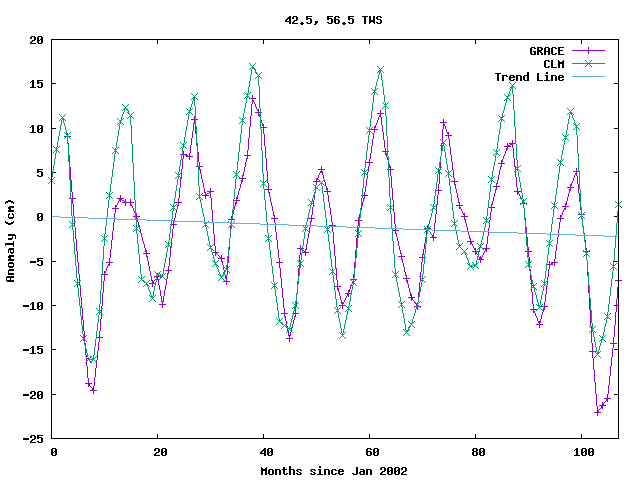 42.5, 56.5 TWS
GRACE
CLM
Trend Line
20
15
10
5
0
-5
-10
-15
-20
-25
Anomaly (cm)
0 20 40 60 80 100
Months since Jan 2002